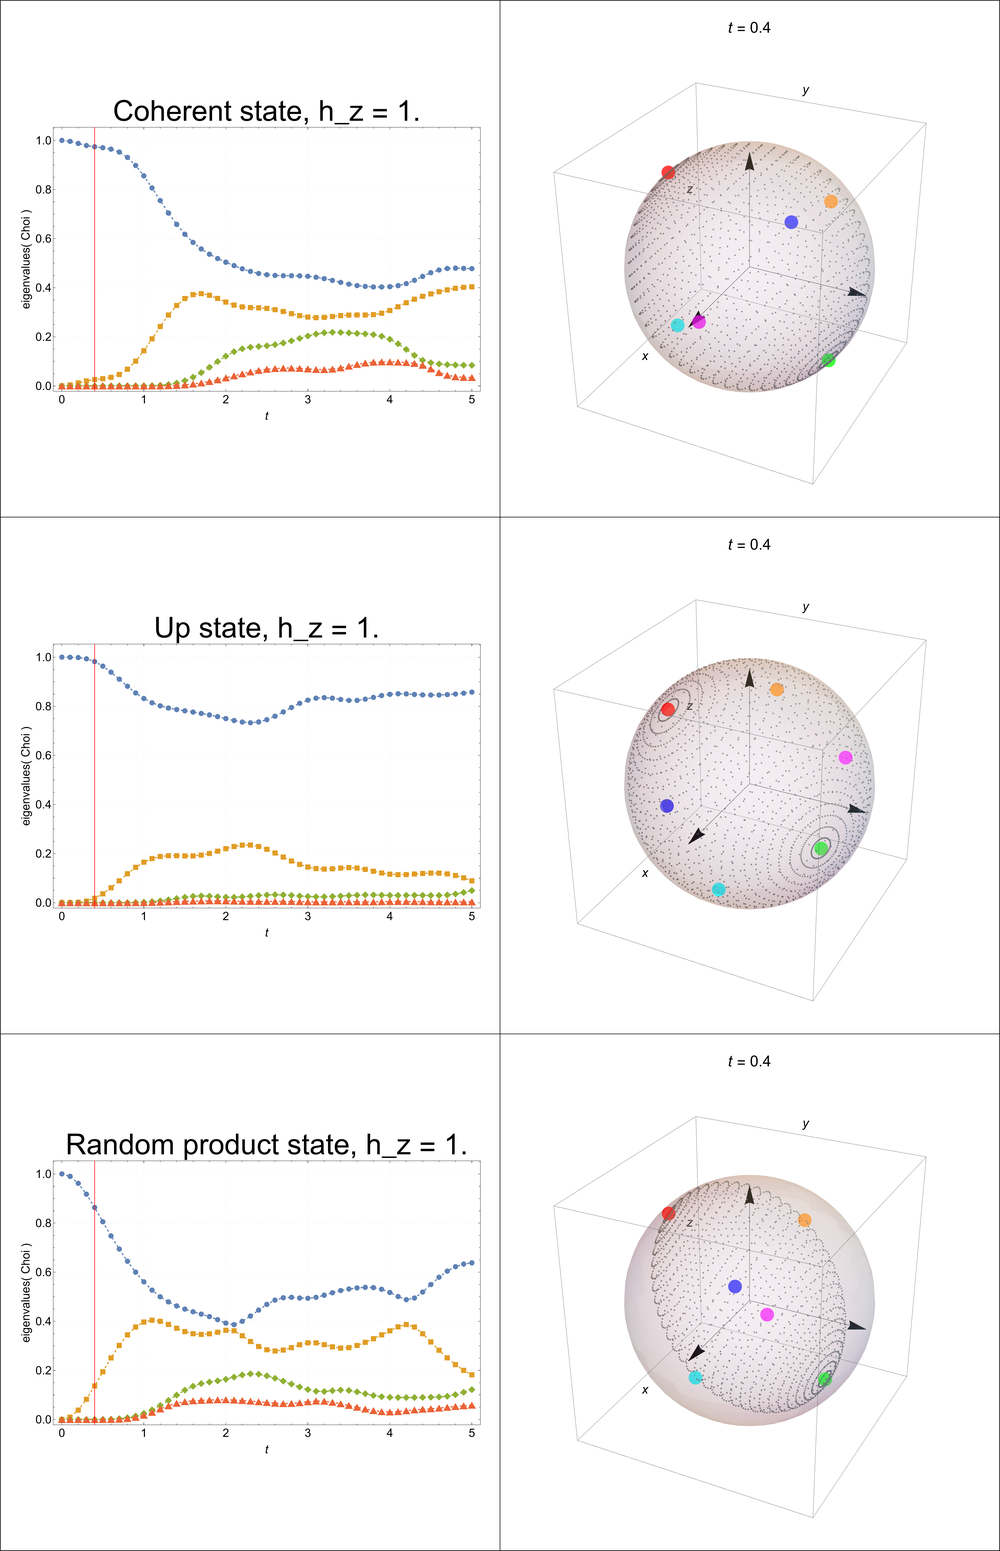 t = 0.4
Coherent state, h_z = 1.
y
1.0
0.8
z
0.6
eigenvalues( Choi )
0.4
x
0.2
0.0
0 1 2 3 4 5
t
t = 0.4
Up state, h_z = 1.
y
1.0
0.8
z
0.6
eigenvalues( Choi )
0.4
x
0.2
0.0
0 1 2 3 4 5
t
t = 0.4
Random product state, h_z = 1.
y
1.0
0.8
z
0.6
eigenvalues( Choi )
0.4
x
0.2
0.0
0 1 2 3 4 5
t